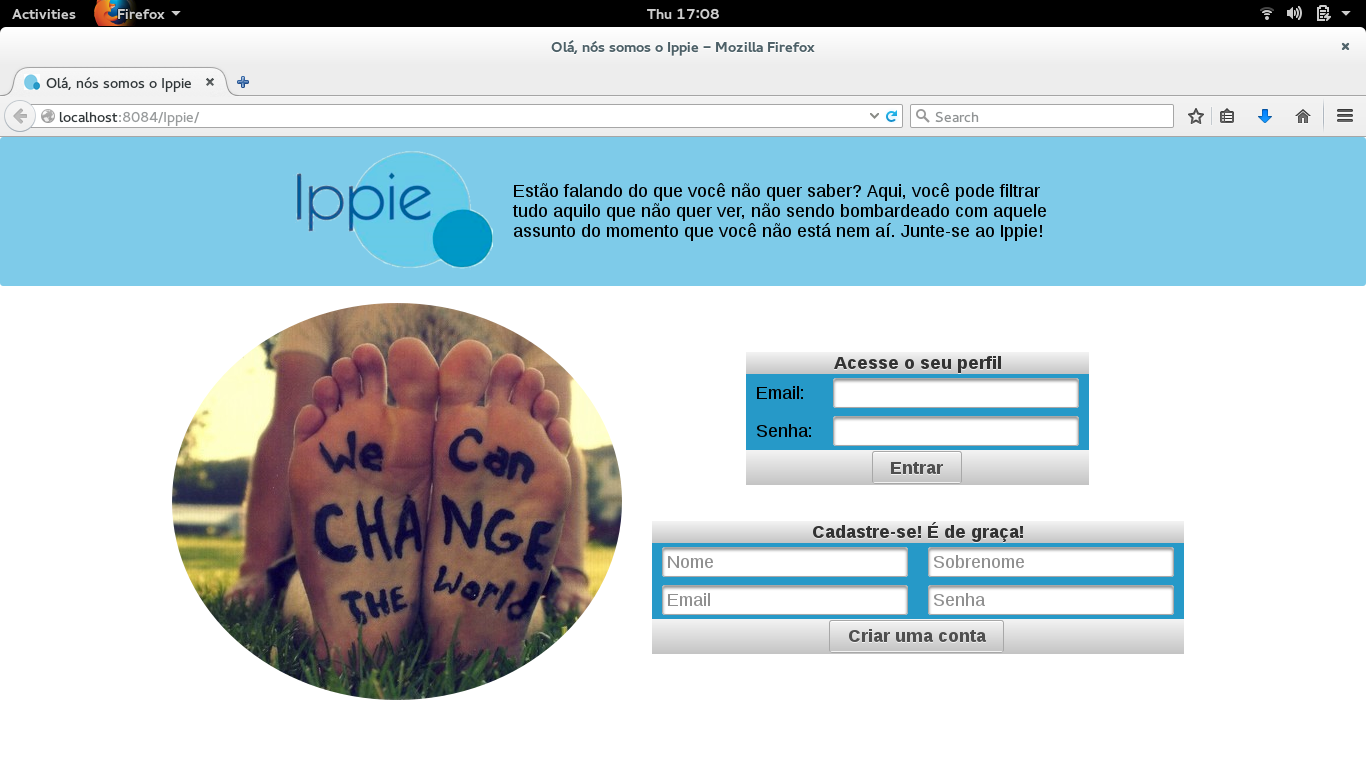 Activities
Firefox
Thu 17:08
Olá, nós somos o Ippie – Mozilla Firefox
Olá, nós somos o Ippie
localhost:8084/Ippie/
Search
Ippie
Estão falando do que você não quer saber? Aqui, você pode filtrar
tudo aquilo que não quer ver, não sendo bombardeado com aquele
assunto do momento que você não está nem aí. Junte-se ao Ippie!
We Can
CHANGE
THE World!
Acesse o seu perfil
Email:
Senha:
Entrar
Cadastre-se! É de graça!
Nome Sobrenome
Email Senha
Criar uma conta